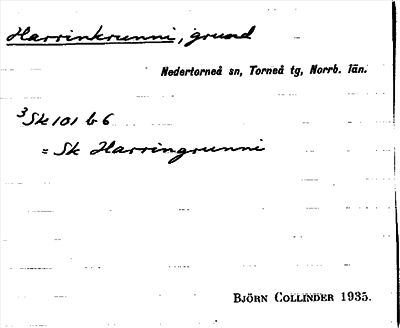 Harrinkrunni, grund
Nedertorneå sn, Torneå tg, Norrb. län.
³Sk 101 b 6
= Sk Harringrunni
BJÖRN COLLINDER 1935.